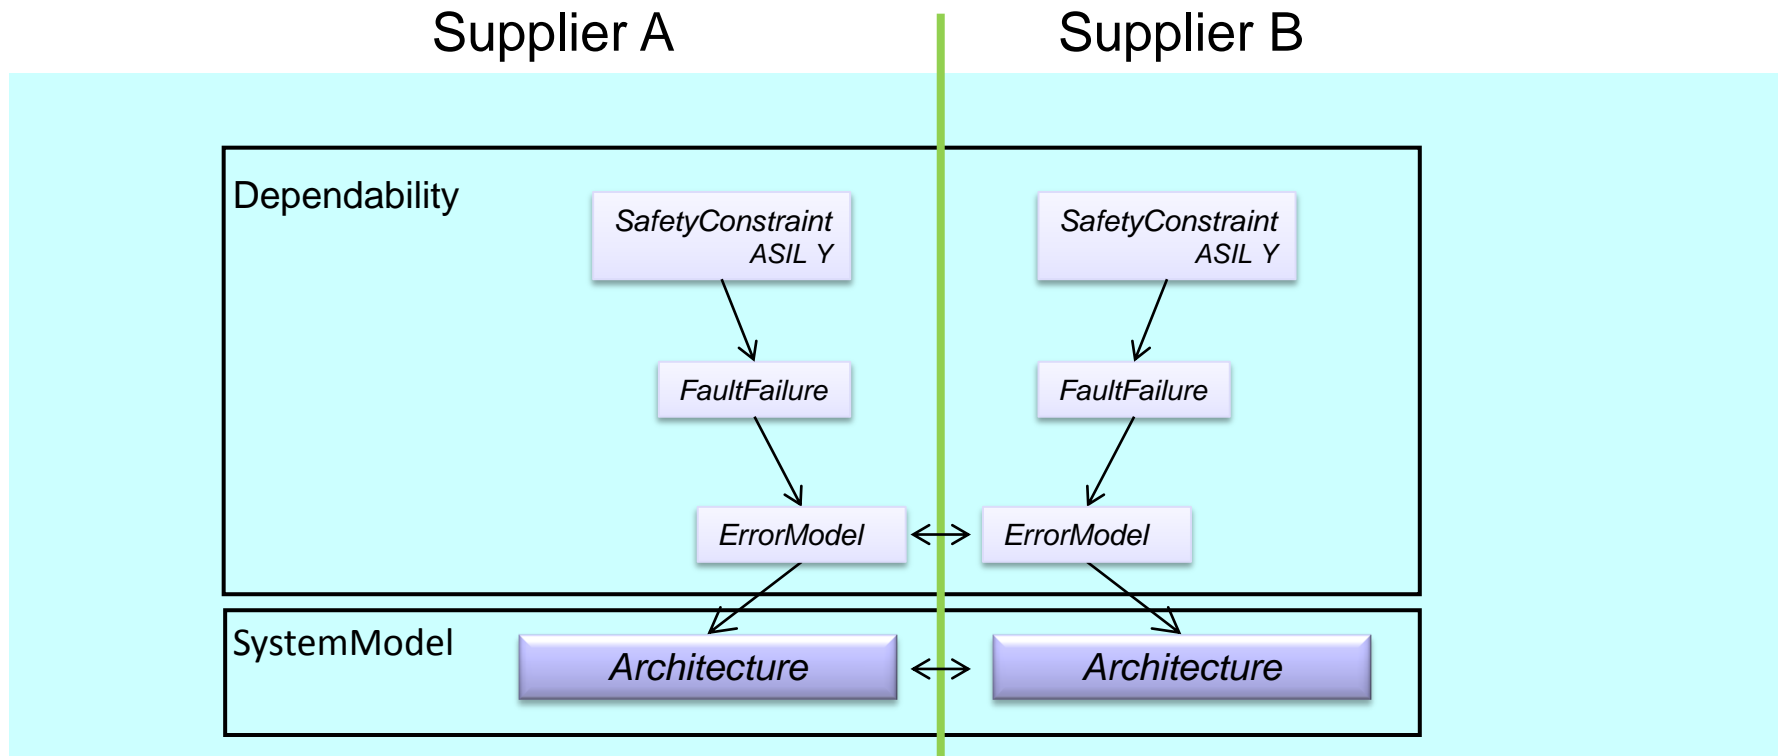 Supplier A
Supplier B
Dependability
SafetyConstraint
ASIL Y
SafetyConstraint
ASIL Y
FaultFailure
FaultFailure
ErrorModel
ErrorModel
SystemModel
Architecture
Architecture